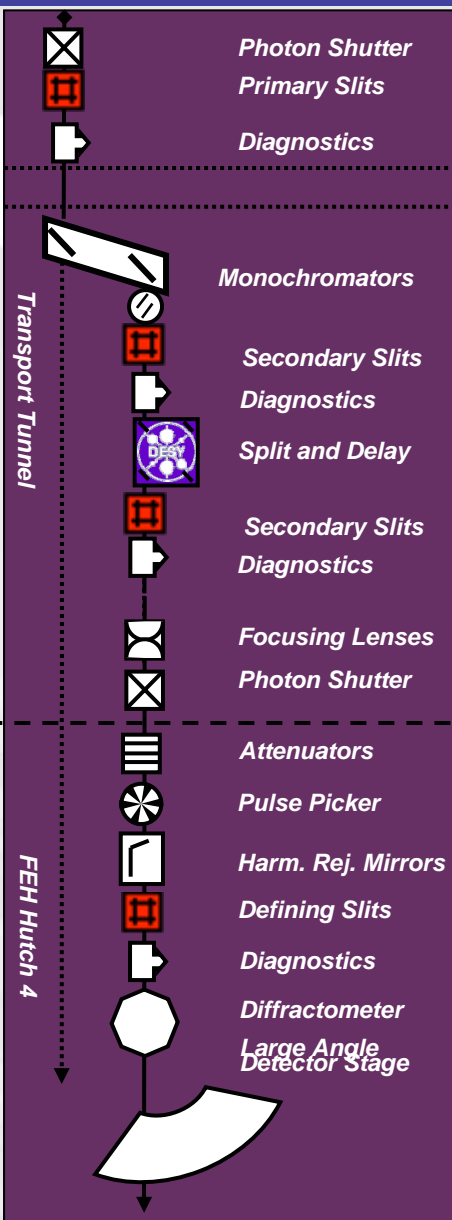 Photon Shutter
Primary Slits
Diagnostics
Monochromators
Secondary Slits
Diagnostics
DESY
Split and Delay
Secondary Slits
Diagnostics
Focusing Lenses
Photon Shutter
Transport Tunnel
Attenuators
Pulse Picker
Harm. Rej. Mirrors
Defining Slits
Diagnostics
Diffractometer
Large Angle
Detector Stage
FEH Hutch 4